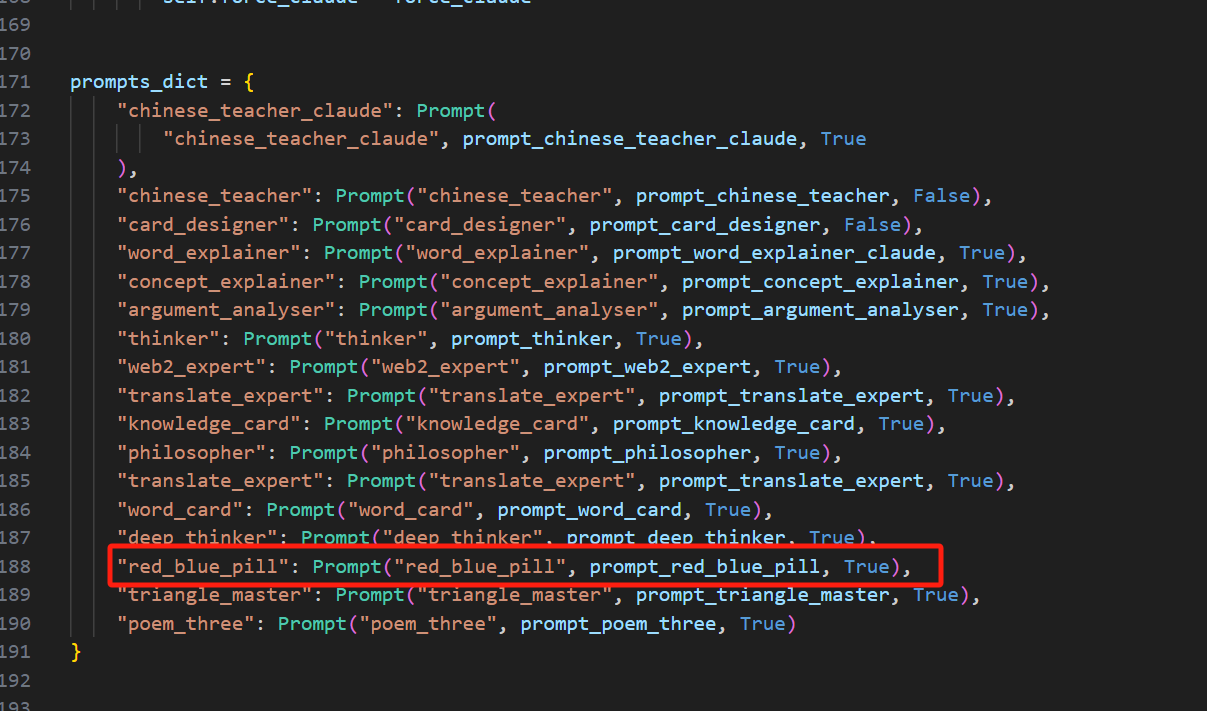 168 self.force_claude = force_claude
169
170
171 prompts_dict = {
172 "chinese_teacher_claude": Prompt(
173 "chinese_teacher_claude", prompt_chinese_teacher_claude, True
174 ),
175 "chinese_teacher": Prompt("chinese_teacher", prompt_chinese_teacher, False),
176 "card_designer": Prompt("card_designer", prompt_card_designer, False),
177 "word_explainer": Prompt("word_explainer", prompt_word_explainer_claude, True),
178 "concept_explainer": Prompt("concept_explainer", prompt_concept_explainer, True),
179 "argument_analyser": Prompt("argument_analyser", prompt_argument_analyser, True),
180 "thinker": Prompt("thinker", prompt_thinker, True),
181 "web2_expert": Prompt("web2_expert", prompt_web2_expert, True),
182 "translate_expert": Prompt("translate_expert", prompt_translate_expert, True),
183 "knowledge_card": Prompt("knowledge_card", prompt_knowledge_card, True),
184 "philosopher": Prompt("philosopher", prompt_philosopher, True),
185 "translate_expert": Prompt("translate_expert", prompt_translate_expert, True),
186 "word_card": Prompt("word_card", prompt_word_card, True),
187 "deep_thinker": Prompt("deep_thinker", prompt_deep_thinker, True),
188 "red_blue_pill": Prompt("red_blue_pill", prompt_red_blue_pill, True),
189 "triangle_master": Prompt("triangle_master", prompt_triangle_master, True),
190 "poem_three": Prompt("poem_three", prompt_poem_three, True)
191 }
192
193